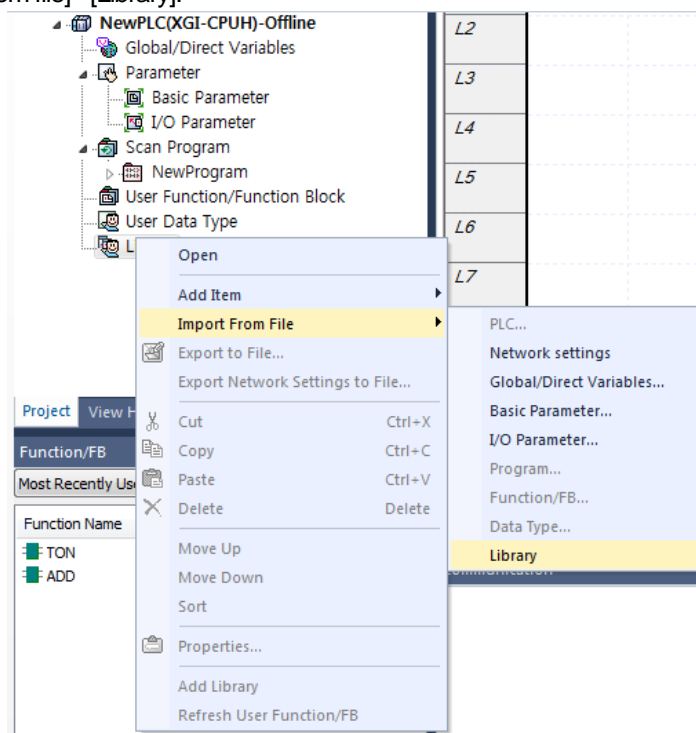 NewPLC(XGI-CPUH)-Offline
Global/Direct Variables
Parameter
Basic Parameter
I/O Parameter
Scan Program
NewProgram
User Function/Function Block
User Data Type
L2
L3
L4
L5
L6
L7
Open
Add Item
Import From File
Export to File...
Export Network Settings to File...
Cut Ctrl+X
Copy Ctrl+C
Paste Ctrl+V
Delete Delete
Move Up
Move Down
Sort
Properties...
Add Library
Refresh User Function/FB
PLC...
Network settings
Global/Direct Variables...
Basic Parameter...
I/O Parameter...
Program...
Function/FB...
Data Type...
Library
Project View
Function/FB
Most Recently
Function Name
TON
ADD